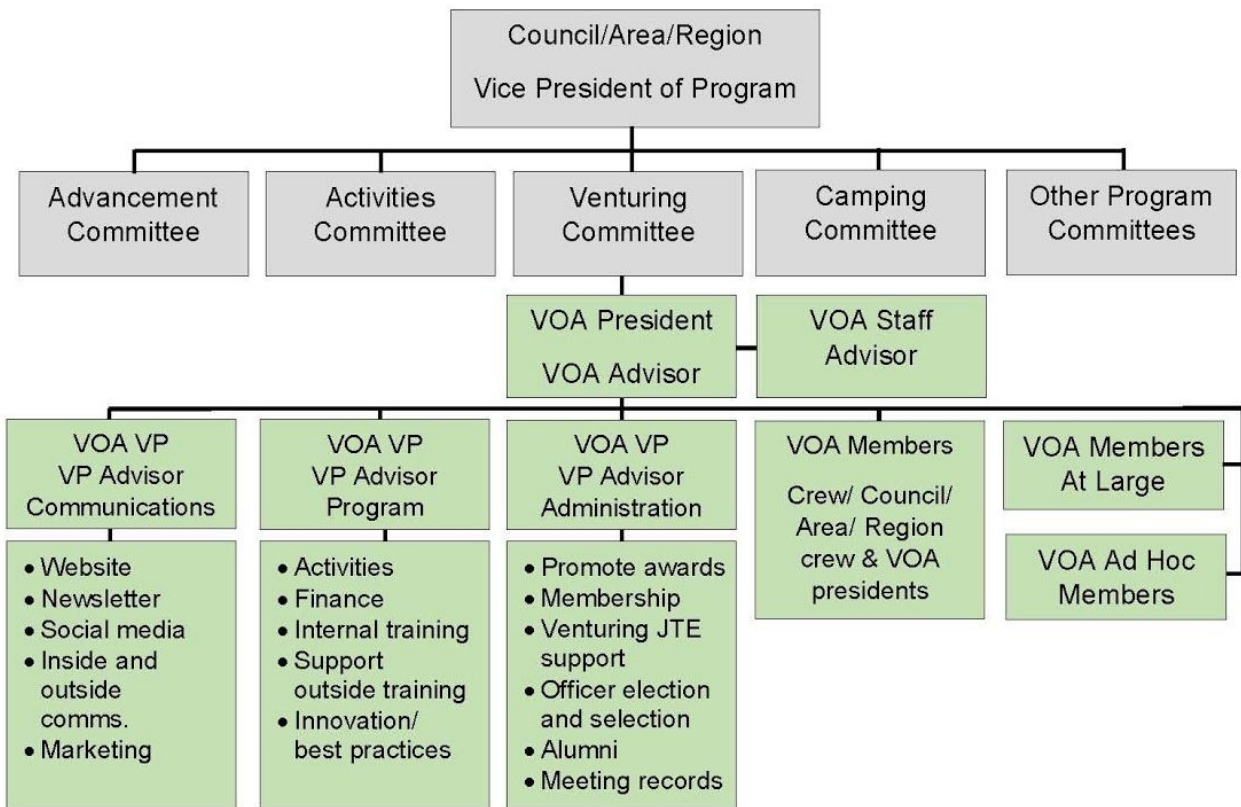 Council/Area/Region
Vice President of Program
Advancement
Committee
Activities
Committee
Venturing
Committee
Camping
Committee
Other Program
Committees
VOA President
VOA Advisor
VOA Staff
Advisor
VOA VP
VP Advisor
Communications
VOA VP
VP Advisor
Program
VOA VP
VP Advisor
Administration
VOA Members
Crew/ Council/
Area/ Region
crew & VOA
presidents
VOA Members
At Large
VOA Ad Hoc
Members
• Website
• Newsletter
• Social media
• Inside and
outside
comms.
• Marketing
• Activities
• Finance
• Internal training
• Support
outside training
• Innovation/
best practices
• Promote awards
• Membership
• Venturing JTE
support
• Officer election
and selection
• Alumni
• Meeting records